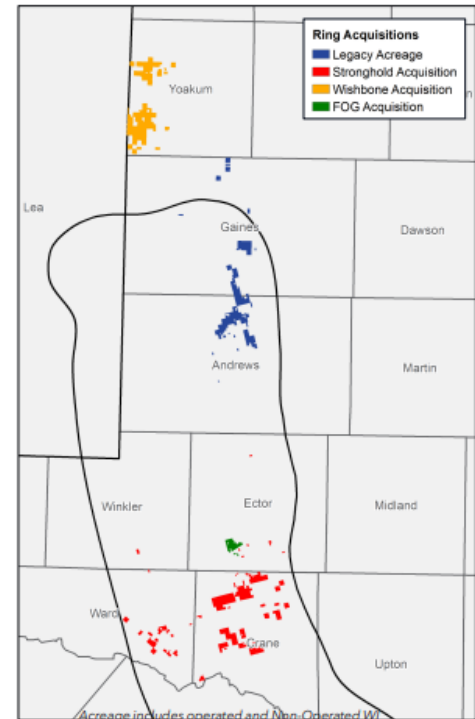 Ring Acquisitions
Legacy Acreage
Stronghold Acquisition
Wishbone Acquisition
FOG Acquisition
Yoakum
Lea
Gaines
Dawson
Andrews
Martin
Winkler
Ector
Midland
Ward
Crane
Upton
Acreage includes operated and Non-Operated WI